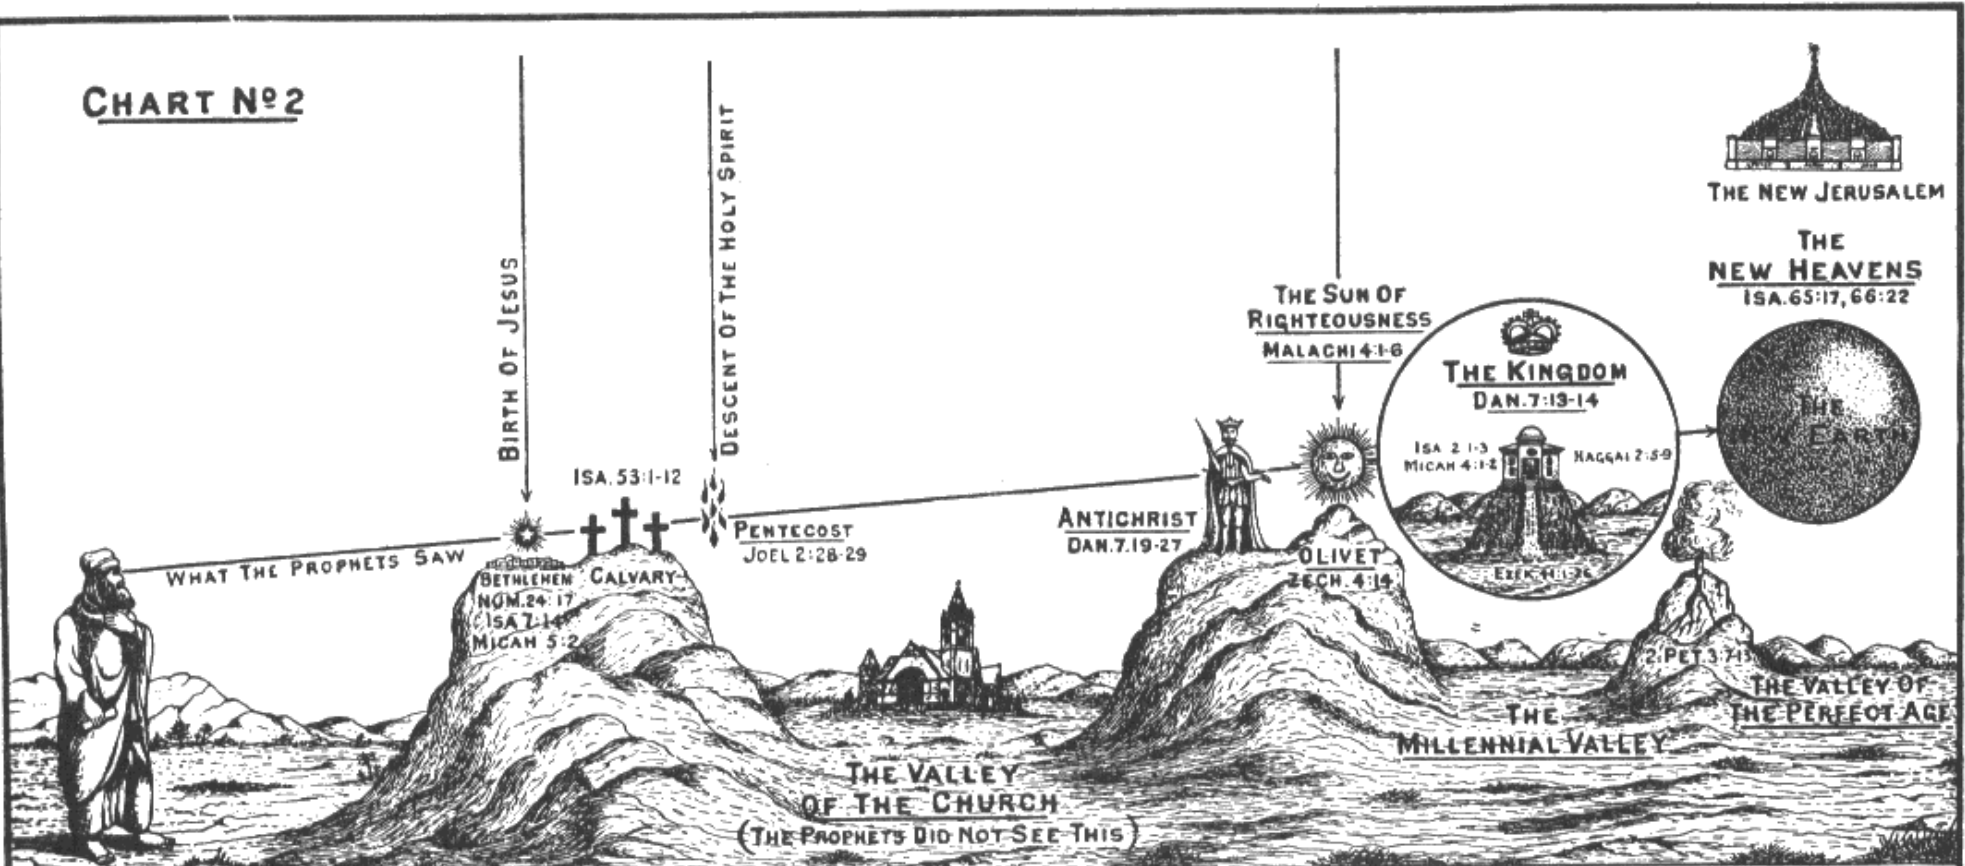 CHART Nº 2
BIRTH OF JESUS
DESCENT OF THE HOLY SPIRIT
THE NEW JERUSALEM
THE
NEW HEAVENS
ISA. 65:17, 66:22
THE SUN OF
RIGHTEOUSNESS
MALACHI 4:1-6
THE KINGDOM
DAN. 7:13-14
ISA 2 1-3
MICAH 4:1-2
HAGGAI 2:5-9
EZEK.
THE
NEW EARTH
ISA. 53:1-12
WHAT THE PROPHETS SAW
PENTECOST
JOEL 2:28-29
ANTICHRIST
DAN. 7.19-27
OLIVET
ZECH. 4:14
BETHLEHEM
NUM. 24:17
ISA 7:14
MICAH 5:2
CALVARY
2. PET. 3:7-13
THE VALLEY OF
THE PERFECT AGE
THE
MILLENNIAL VALLEY
THE VALLEY
OF THE CHURCH
(THE PROPHETS DID NOT SEE THIS)